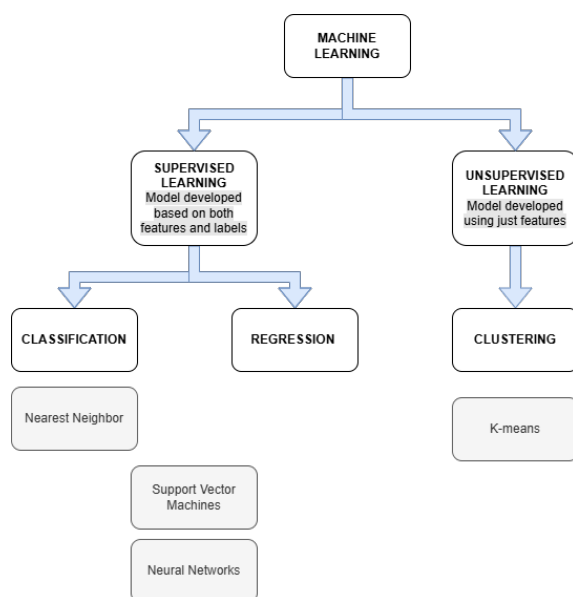 MACHINE
LEARNING
SUPERVISED
LEARNING
Model developed
based on both
features and labels
UNSUPERVISED
LEARNING
Model developed
using just features
CLASSIFICATION
REGRESSION
CLUSTERING
Nearest Neighbor
K-means
Support Vector
Machines
Neural Networks